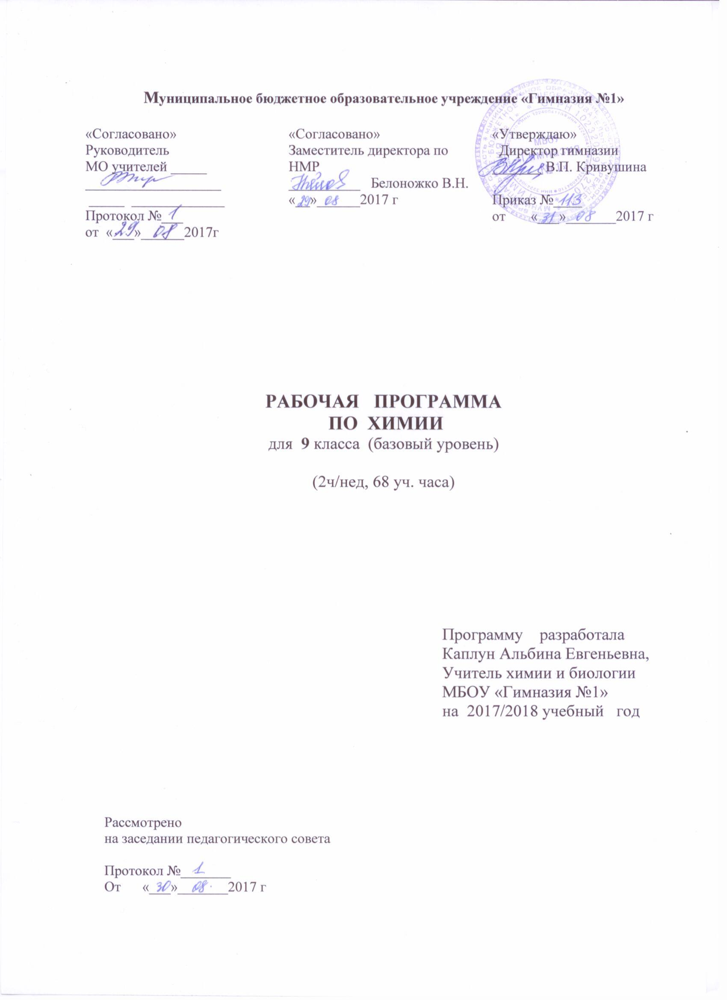 Муниципальное бюджетное образовательное учреждение «Гимназия №1»
«Согласовано»
Руководитель
МО учителей ______
Протокол № 1
от «29» 08 2017г
«Согласовано»
Заместитель директора по
НМР
__________ Белоножко В.Н.
«29» 08 2017 г
«Утверждаю»
Директор гимназии
_______ В.П. Кривушина
Приказ № 113
от «31» 08 2017 г
МБОУ
РАБОЧАЯ ПРОГРАММА
ПО ХИМИИ
для 9 класса (базовый уровень)
(2ч/нед, 68 уч. часа)
Программу разработала
Каплун Альбина Евгеньевна,
Учитель химии и биологии
МБОУ «Гимназия №1»
на 2017/2018 учебный год
Рассмотрено
на заседании педагогического совета
Протокол № 1
От «30» 08. 2017 г